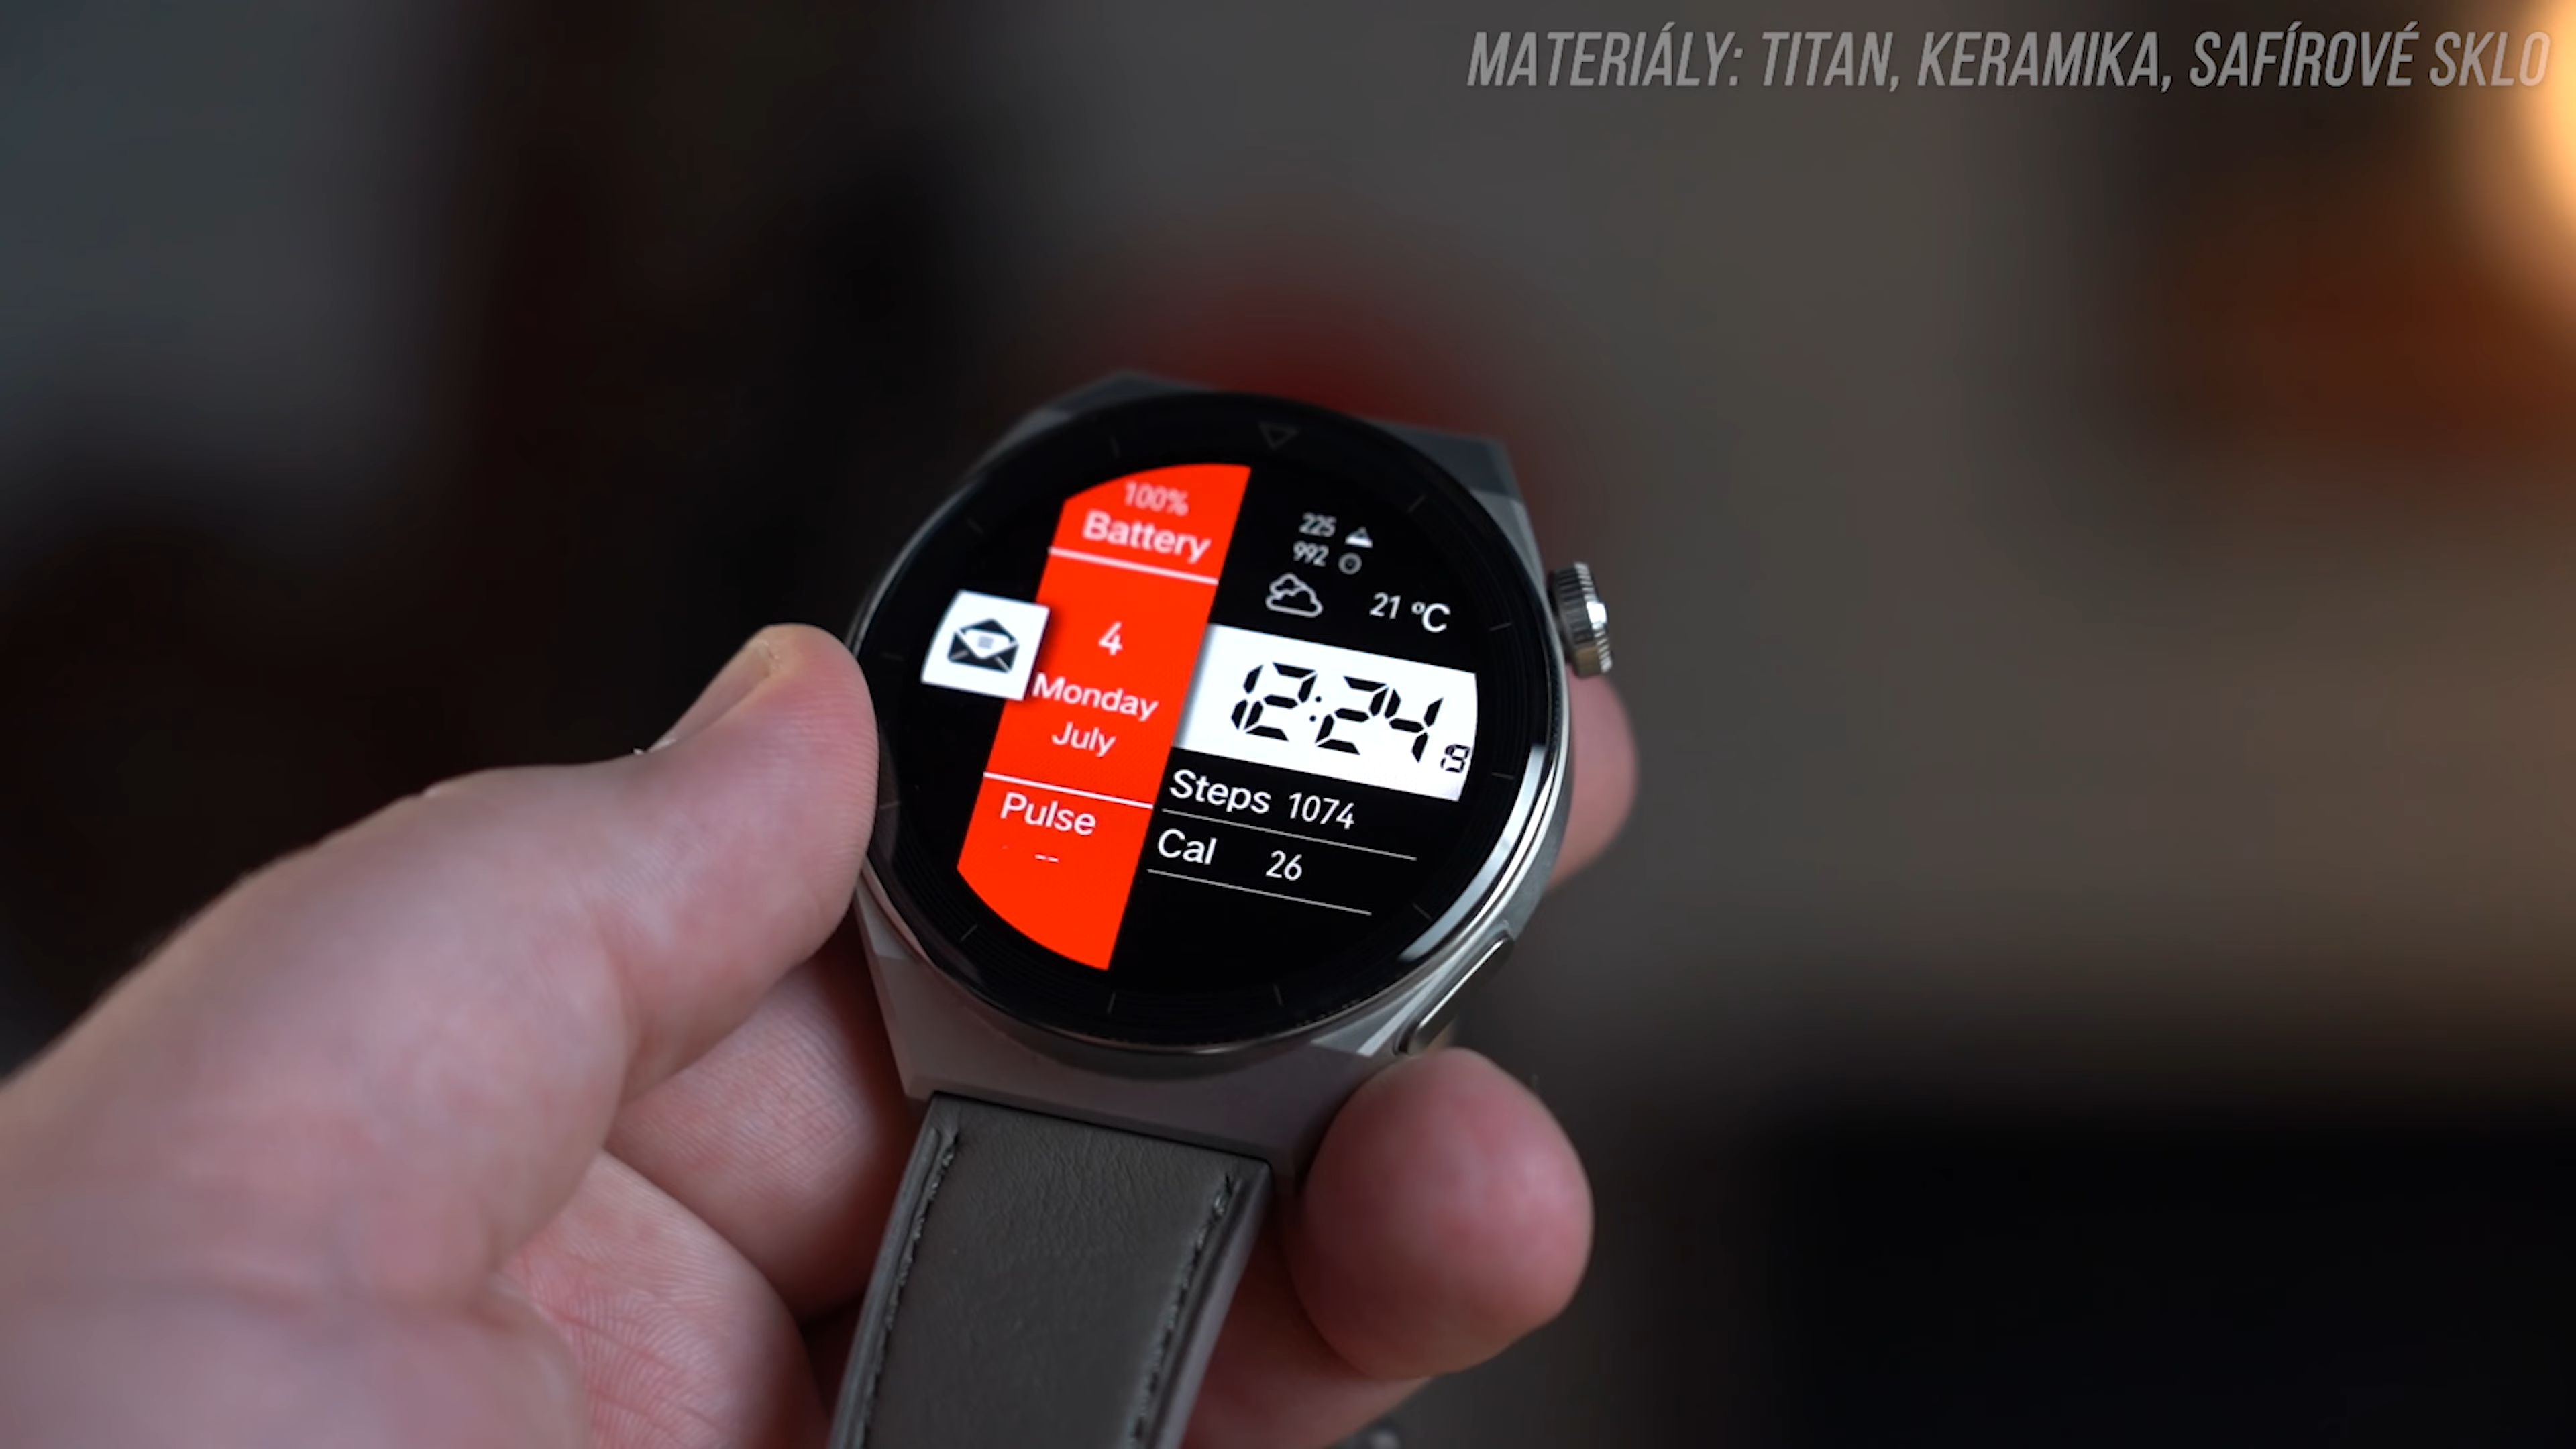 MATERIÁLY: TITAN, KERAMIKA, SAFÍROVÉ SKLO
100%
Battery
4
Monday
July
Pulse
--
225
992
21 °C
12:24
Steps 1074
Cal 26